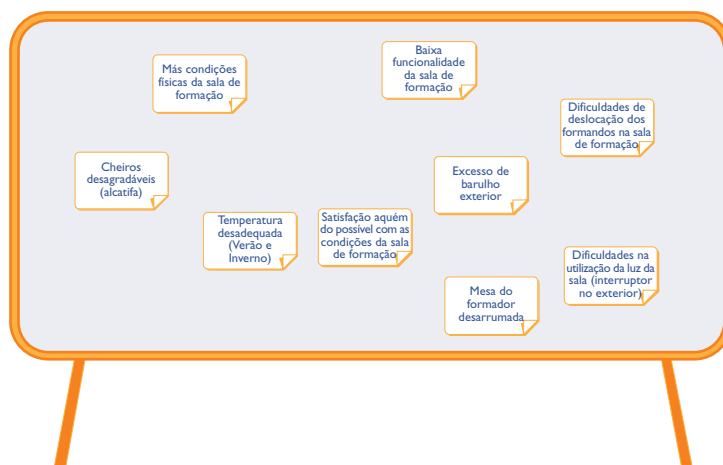 Más condições
físicas da sala de
formação
Baixa
funcionalidade
da sala de
formação
Dificuldades de
deslocação dos
formandos na sala
de formação
Cheiros
desagradáveis
(alcatifa)
Excesso de
barulho
exterior
Temperatura
desadequada
(Verão e
Inverno)
Satisfação aquém
do possível com as
condições da sala
de formação
Dificuldades na
utilização da luz da
sala (interruptor
no exterior)
Mesa do
formador
desarrumada